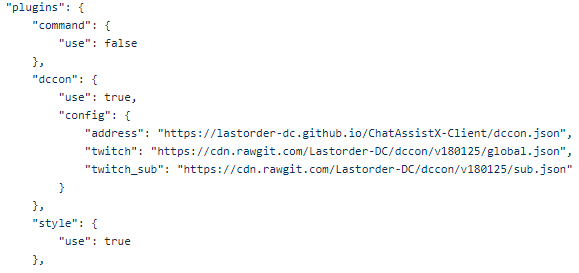 "plugins": {
    "command": {
        "use": false
    },
    "dccon": {
        "use": true,
        "config": {
            "address": "https://lastorder-dc.github.io/ChatAssistX-Client/dccon.json",
            "twitch": "https://cdn.rawgit.com/Lastorder-DC/dccon/v180125/global.json",
            "twitch_sub": "https://cdn.rawgit.com/Lastorder-DC/dccon/v180125/sub.json"
        }
    },
    "style": {
        "use": true
    },